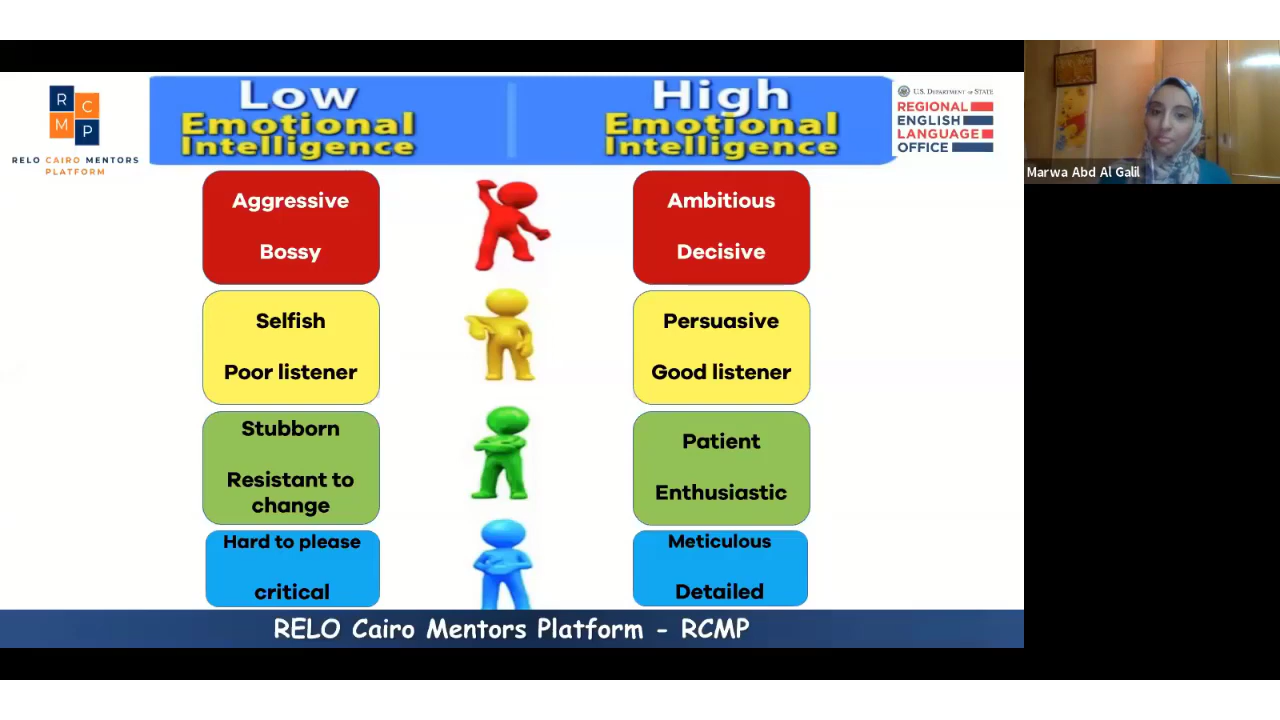 R
C
M
P
RELO CAIRO MENTORS
PLATFORM
Low
Emotional
Intelligence
High
Emotional
Intelligence
U.S. DEPARTMENT OF STATE
REGIONAL
ENGLISH
LANGUAGE
OFFICE
Marwa Abd Al Galil
Aggressive
Bossy
Ambitious
Decisive
Selfish
Poor listener
Persuasive
Good listener
Stubborn
Resistant to
change
Patient
Enthusiastic
Hard to please
critical
Meticulous
Detailed
RELO Cairo Mentors Platform - RCMP